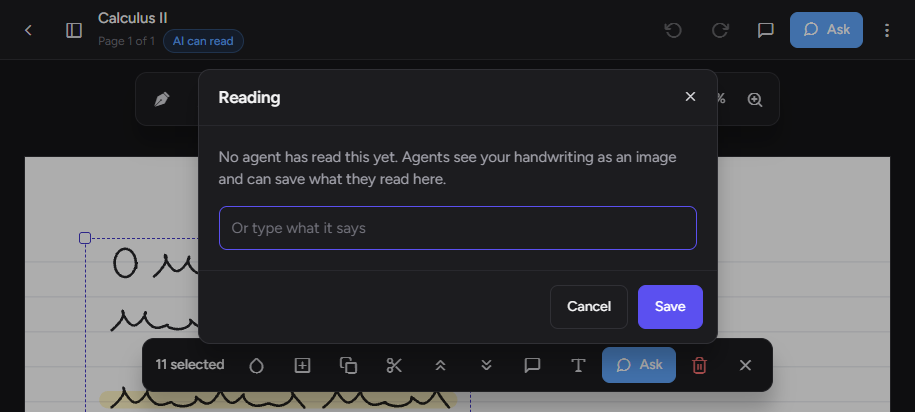 Calculus II
Page 1 of 1 AI can read
Ask
Reading
%
No agent has read this yet. Agents see your handwriting as an image
and can save what they read here.
Or type what it says
Cancel Save
11 selected Ask